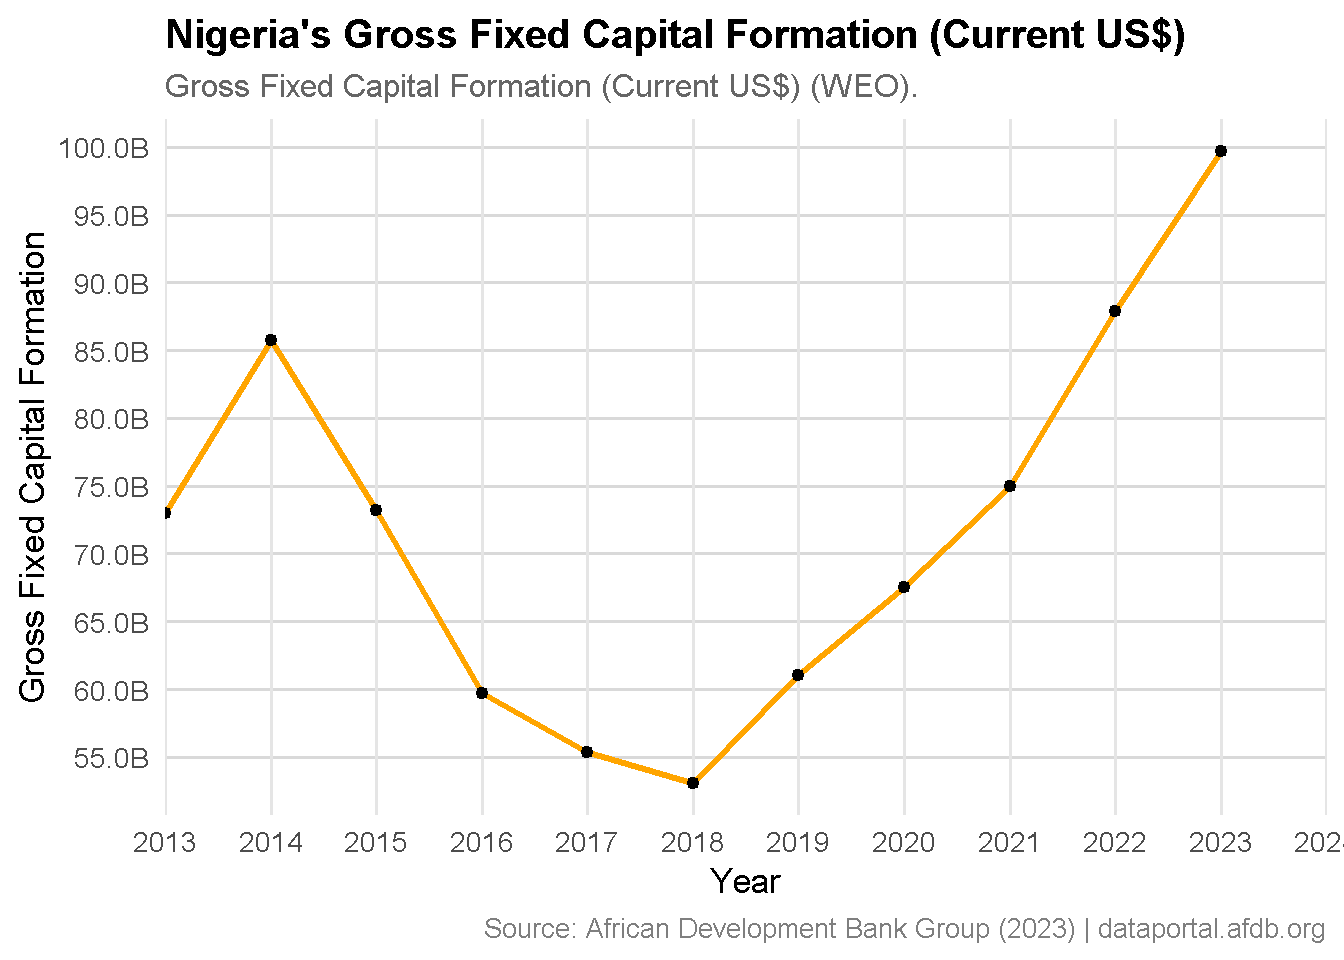 Nigeria's Gross Fixed Capital Formation (Current US$)
Gross Fixed Capital Formation (Current US$) (WEO).
Gross Fixed Capital Formation
100.0B
95.0B
90.0B
85.0B
80.0B
75.0B
70.0B
65.0B
60.0B
55.0B
2013 2014 2015 2016 2017 2018 2019 2020 2021 2022 2023
Year
Source: African Development Bank Group (2023) | dataportal.afdb.org